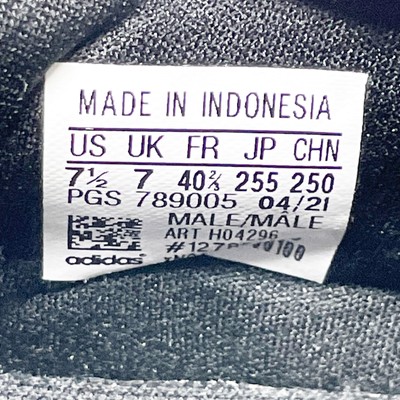 MADE IN INDONESIA
US UK FR JP CHN
7½ 7 40⅔ 255 250
PGS 789005 04/21
MALE/MÂLE
ART H04296
adidas